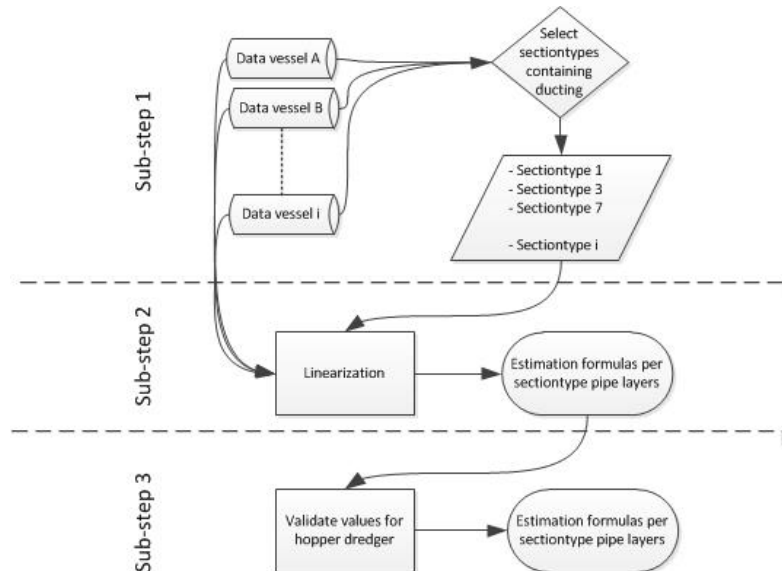 Sub-step 1
Data vessel A
Data vessel B
Data vessel i
Select
sectiontypes
containing
ducting
- Sectiontype 1
- Sectiontype 3
- Sectiontype 7
- Sectiontype i
Sub-step 2
Linearization
Estimation formulas per
sectiontype pipe layers
Sub-step 3
Validate values for
hopper dredger
Estimation formulas per
sectiontype pipe layers